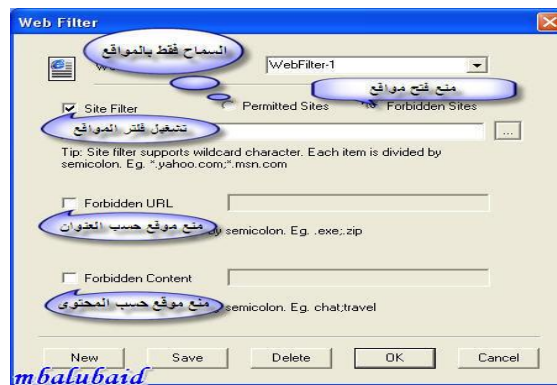 Web Filter
السماح فقط بالمواقع
WebFilter-1
منع فتح مواقع
Site Filter
Permitted Sites
Forbidden Sites
تشغيل فلتر المواقع
...
Tip: Site filter supports wildcard character. Each item is divided by
semicolon. Eg. *.yahoo.com;*.msn.com
Forbidden URL
منع موقع حسب العنوان
semicolon. Eg. .exe;.zip
Forbidden Content
منع موقع حسب المحتوى
semicolon. Eg. chat;travel
New Save Delete OK Cancel
mbalubaid